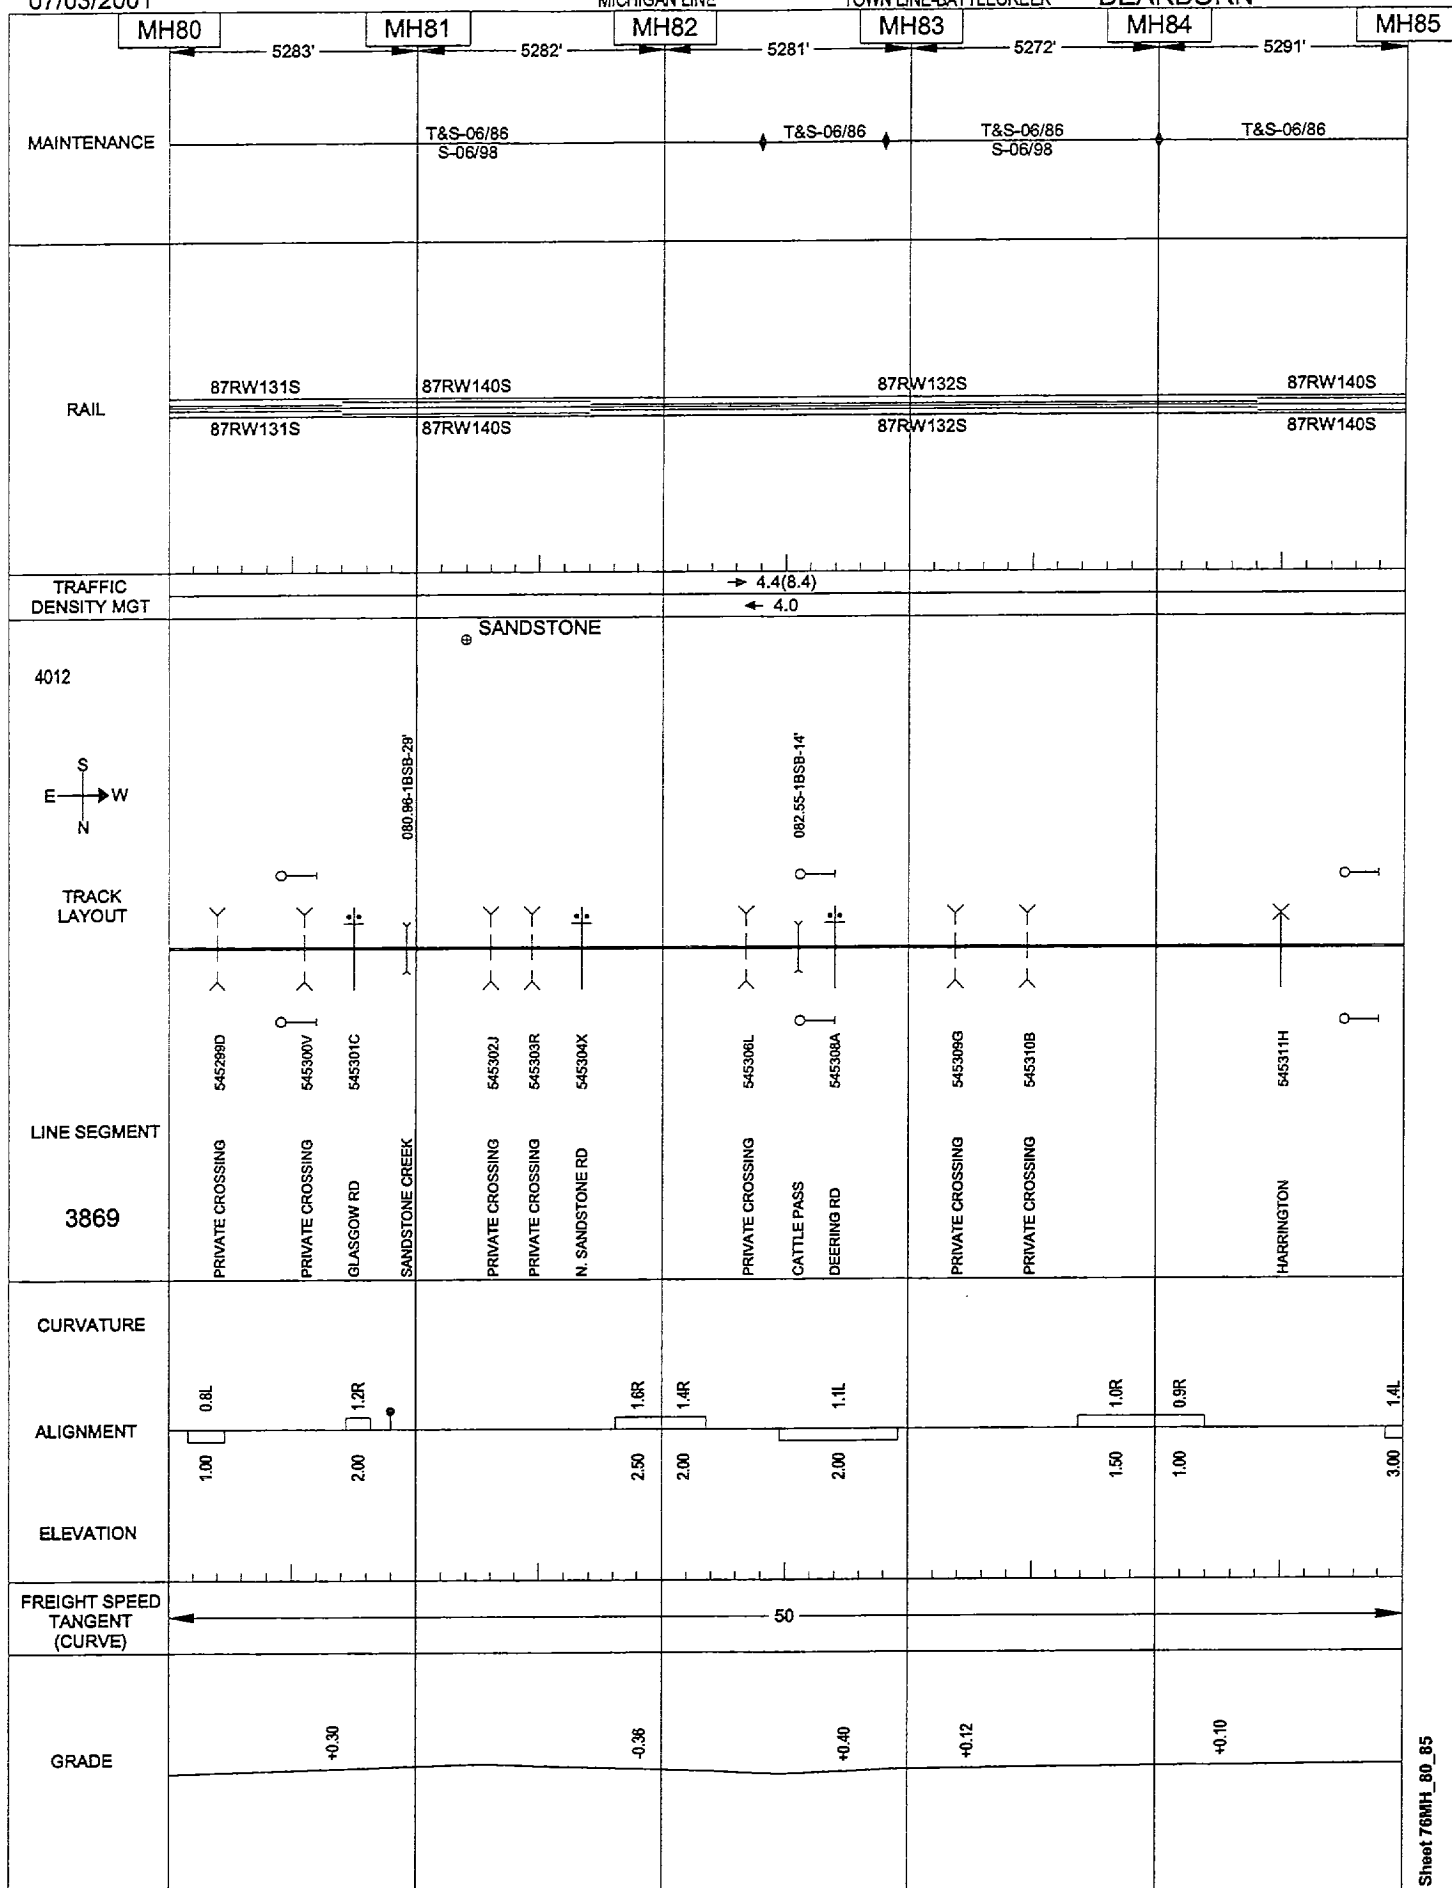 07/03/2001 MICHIGAN LINE TOWN LINE-BATTLECREEK DEARBORN
MH80 MH81 MH82 MH83 MH84 MH85
5283' 5282' 5281' 5272' 5291'
MAINTENANCE
T&S-06/86 T&S-06/86 T&S-06/86 T&S-06/86
S-06/98 S-06/98
87RW131S 87RW140S 87RW132S 87RW140S
RAIL
87RW131S 87RW140S 87RW132S 87RW140S
TRAFFIC
DENSITY MGT
→ 4.4(8.4)
← 4.0
SANDSTONE
4012
S
E W
N
080.96-1BSB-29'
082.55-1BSB-14'
TRACK
LAYOUT
545299D
545300V
545301C
545302J
545303R
545304X
545306L
545308A
545309G
545310B
545311H
LINE SEGMENT
3869
PRIVATE CROSSING
PRIVATE CROSSING
GLASGOW RD
SANDSTONE CREEK
PRIVATE CROSSING
PRIVATE CROSSING
N. SANDSTONE RD
PRIVATE CROSSING
CATTLE PASS
DEERING RD
PRIVATE CROSSING
PRIVATE CROSSING
HARRINGTON
CURVATURE
0.8L 1.2R 1.6R 1.4R 1.1L 1.0R 0.9R 1.4L
ALIGNMENT
1.00 2.00 2.50 2.00 2.00 1.50 1.00 3.00
ELEVATION
FREIGHT SPEED
TANGENT
(CURVE)
50
GRADE
+0.30 -0.36 +0.40 +0.12 +0.10
Sheet 76MH_80_85